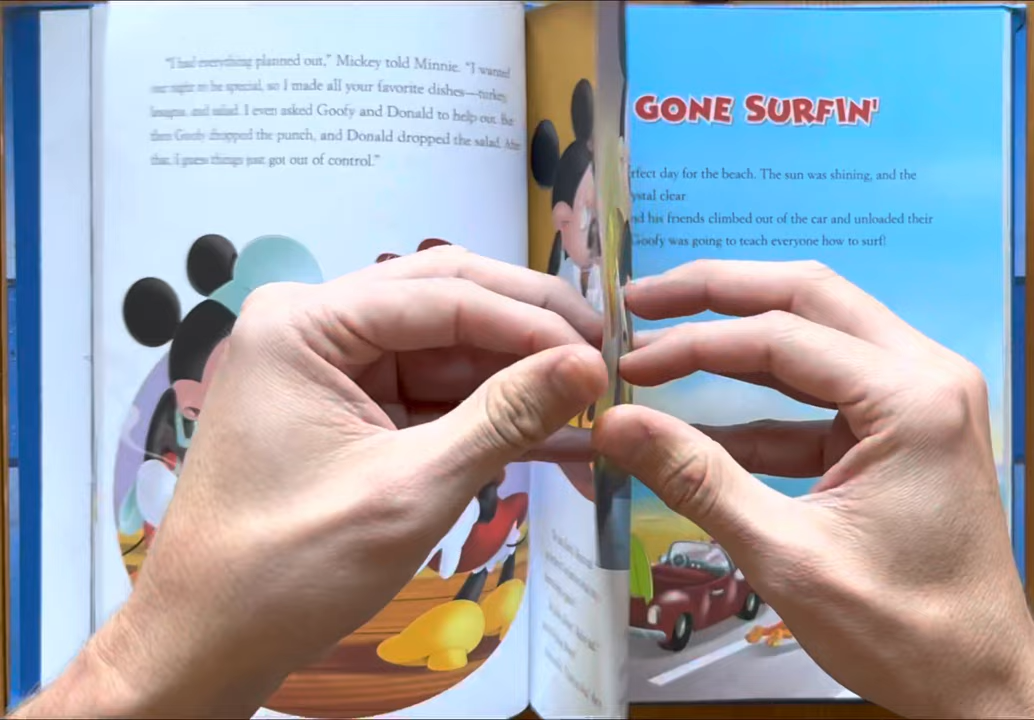 "I had everything planned out," Mickey told Minnie. "I wanted
our night to be special, so I made all your favorite dishes—turkey,
lasagna, and salad. I even asked Goofy and Donald to help out. But
then Goofy dropped the punch, and Donald dropped the salad. After
that, I guess things just got out of control."
GONE SURFIN'
rfect day for the beach. The sun was shining, and the
ystal clear
nd his friends climbed out of the car and unloaded their
Goofy was going to teach everyone how to surf!